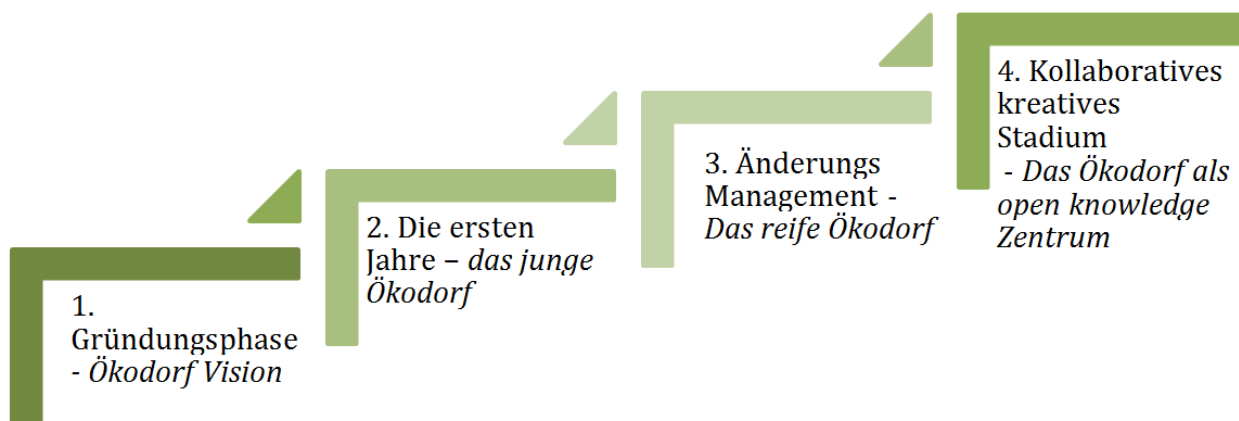 1.
Gründungsphase
- Ökodorf Vision
2. Die ersten
Jahre – das junge
Ökodorf
3. Änderungs
Management -
Das reife Ökodorf
4. Kollaboratives
kreatives
Stadium
- Das Ökodorf als
open knowledge
Zentrum